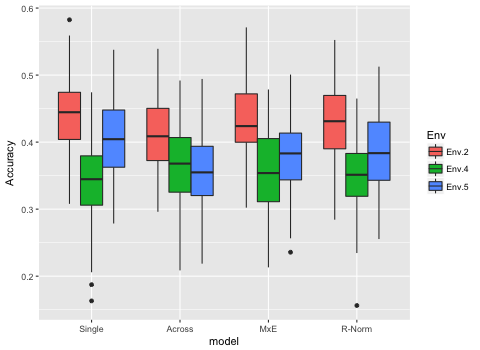 0.6
0.5
0.4
0.3
0.2
Accuracy
Single Across MxE R-Norm
model
Env
Env.2
Env.4
Env.5